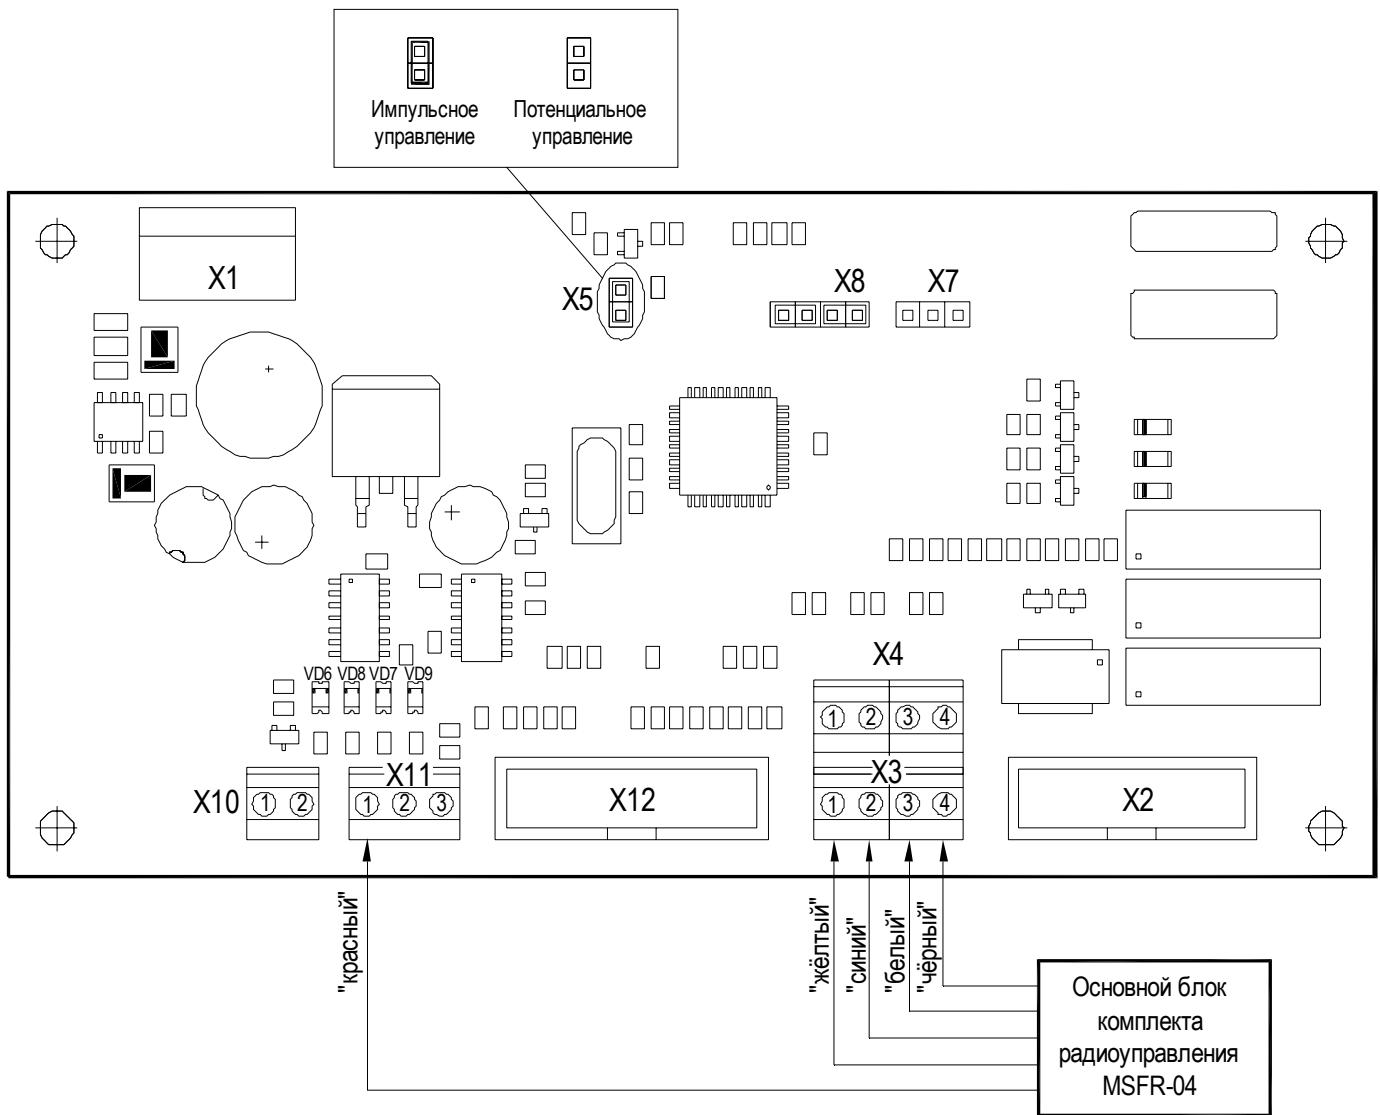 Импульсное
управление
Потенциальное
управление
X1
X5
X8
X7
X4
VD6 VD8 VD7 VD9
1 2 3 4
X10
X11
X12
X3
X2
1 2
1 2 3
1 2 3 4
"красный"
"жёлтый"
"синий"
"белый"
"чёрный"
Основной блок
комплекта
радиоуправления
MSFR-04